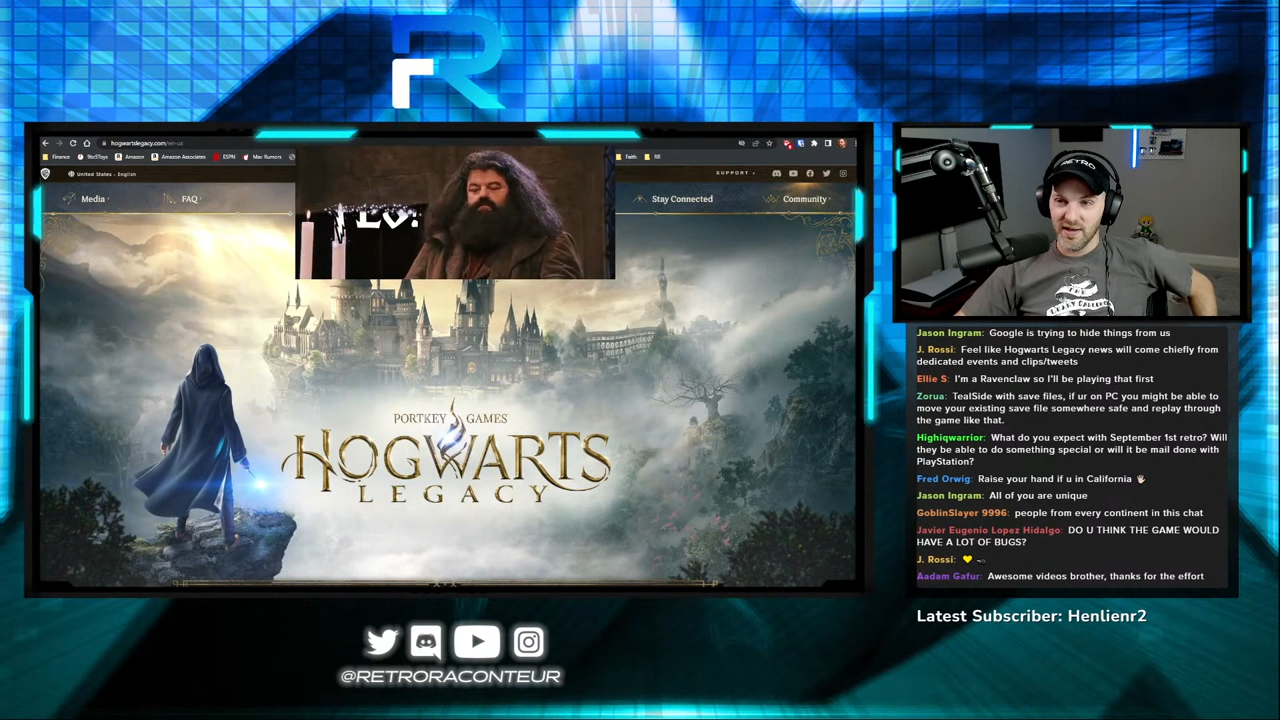 hogwartslegacy.com/en-us
Finance
9to5Toys
Amazon
Amazon Associates
ESPN
Mac Rumors
Faith
RR
United States - English
SUPPORT
Media
FAQ
Stay Connected
Community
PORTKEY GAMES
HOGWARTS
LEGACY
RETRO
Jason Ingram: Google is trying to hide things from us
J. Rossi: Feel like Hogwarts Legacy news will come chiefly from
dedicated events and clips/tweets
Ellie S: I'm a Ravenclaw so I'll be playing that first
Zorua: TealSide with save files, if ur on PC you might be able to
move your existing save file somewhere safe and replay through
the game like that.
Highiqwarrior: What do you expect with September 1st retro? Will
they be able to do something special or will it be mail done with
PlayStation?
Fred Orwig: Raise your hand if u in California 🖐🏻
Jason Ingram: All of you are unique
GoblinSlayer 9996: people from every continent in this chat
Javier Eugenio Lopez Hidalgo: DO U THINK THE GAME WOULD
HAVE A LOT OF BUGS?
J. Rossi: 💛
Aadam Gafur: Awesome videos brother, thanks for the effort
Latest Subscriber: Henlienr2
@RETRORACONTEUR